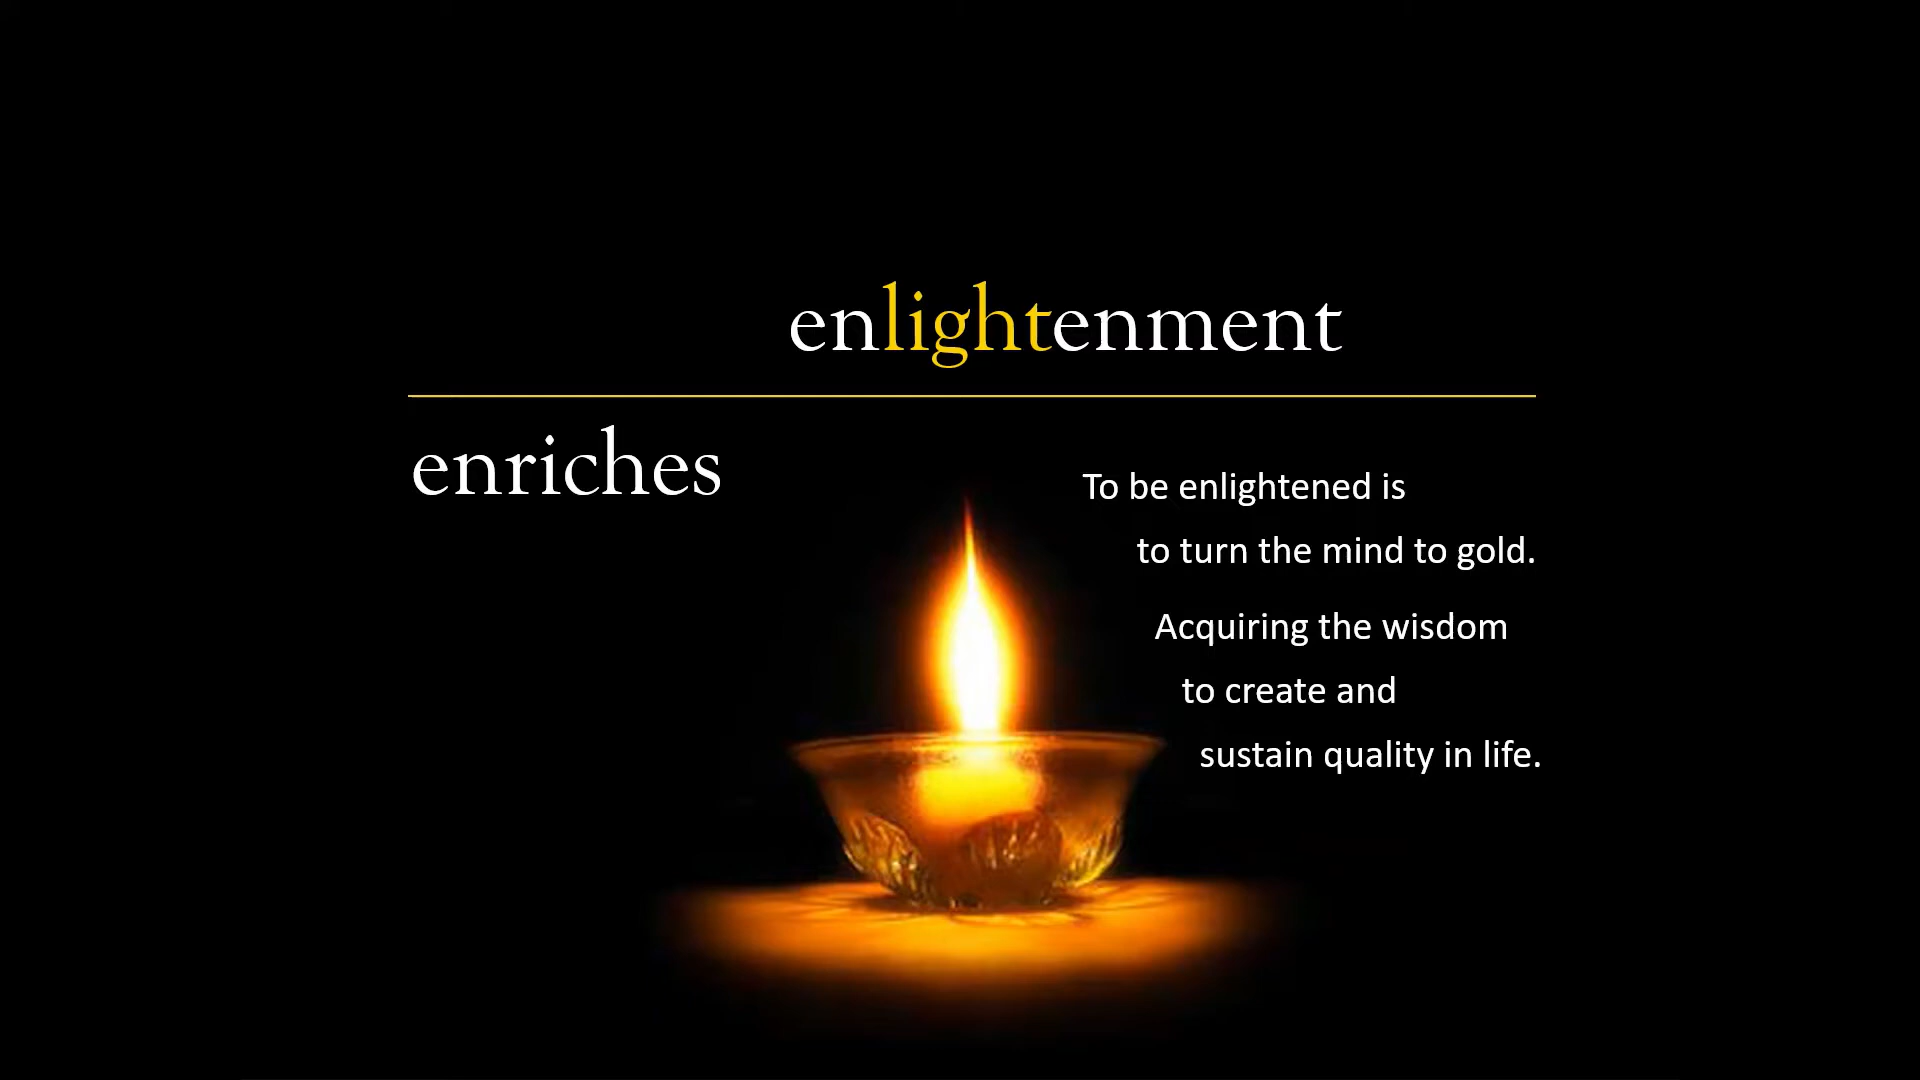 enlightenment
enriches
To be enlightened is
to turn the mind to gold.
Acquiring the wisdom
to create and
sustain quality in life.